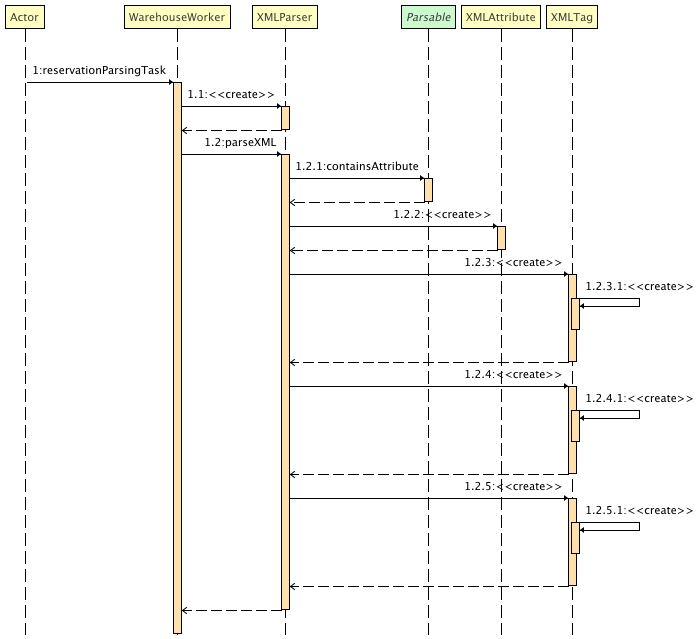 Actor WarehouseWorker XMLParser Parsable XMLAttribute XMLTag
1:reservationParsingTask
1.1:<<create>>
1.2:parseXML
1.2.1:containsAttribute
1.2.2:<<create>>
1.2.3:<<create>>
1.2.3.1:<<create>>
1.2.4:<<create>>
1.2.4.1:<<create>>
1.2.5:<<create>>
1.2.5.1:<<create>>